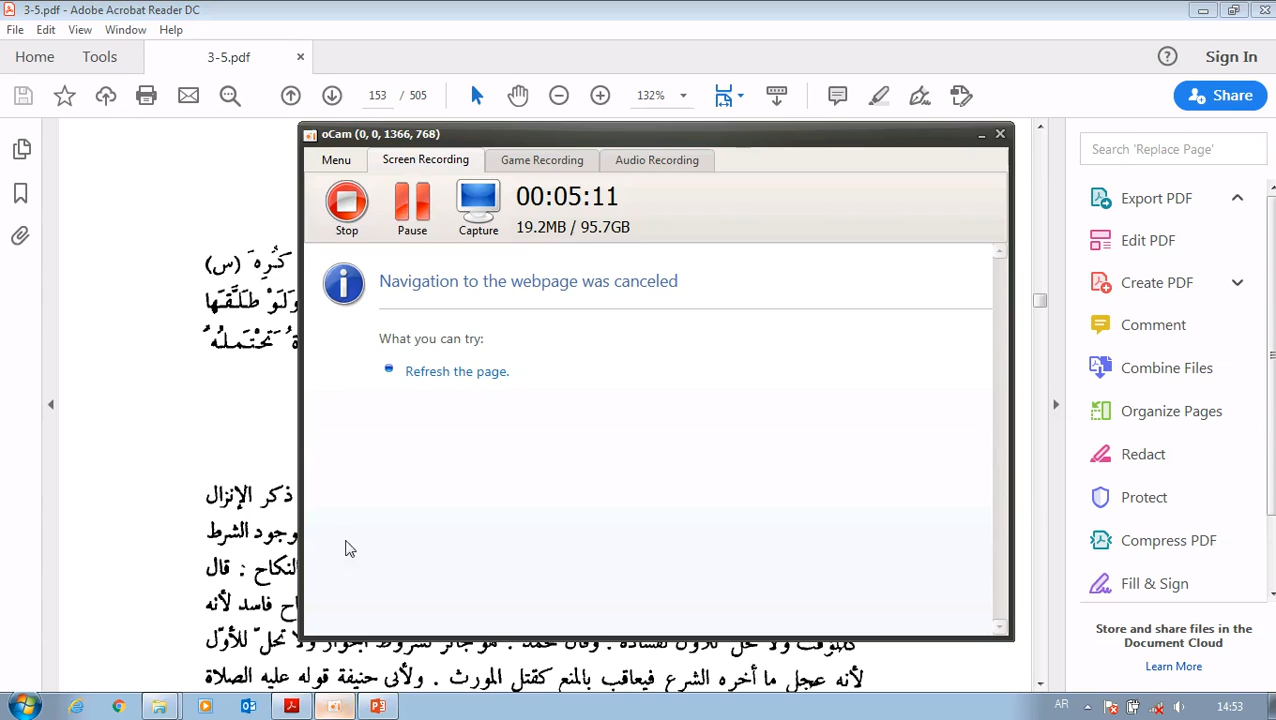 3-5.pdf - Adobe Acrobat Reader DC
File Edit View Window Help
Home Tools 3-5.pdf × Sign In
153 / 505 132% Share
oCam (0, 0, 1366, 768)
Menu Screen Recording Game Recording Audio Recording
00:05:11
19.2MB / 95.7GB
Stop Pause Capture
Navigation to the webpage was canceled
What you can try:
Refresh the page.
كُرِهَ (س)
وَلَوْ طَلَّقَهَا
تَحْتَمِلُهُ
ذكر الإنزال
وجود الشرط
النكاح : قال
فاسد لأنه
لأنه عجل ما أخره الشرع فيعاقب بالمنع كقتل المورث . ولأبى حنيفة قوله عليه الصلاة
Search 'Replace Page'
Export PDF
Edit PDF
Create PDF
Comment
Combine Files
Organize Pages
Redact
Protect
Compress PDF
Fill & Sign
Store and share files in the
Document Cloud
Learn More
AR 14:53